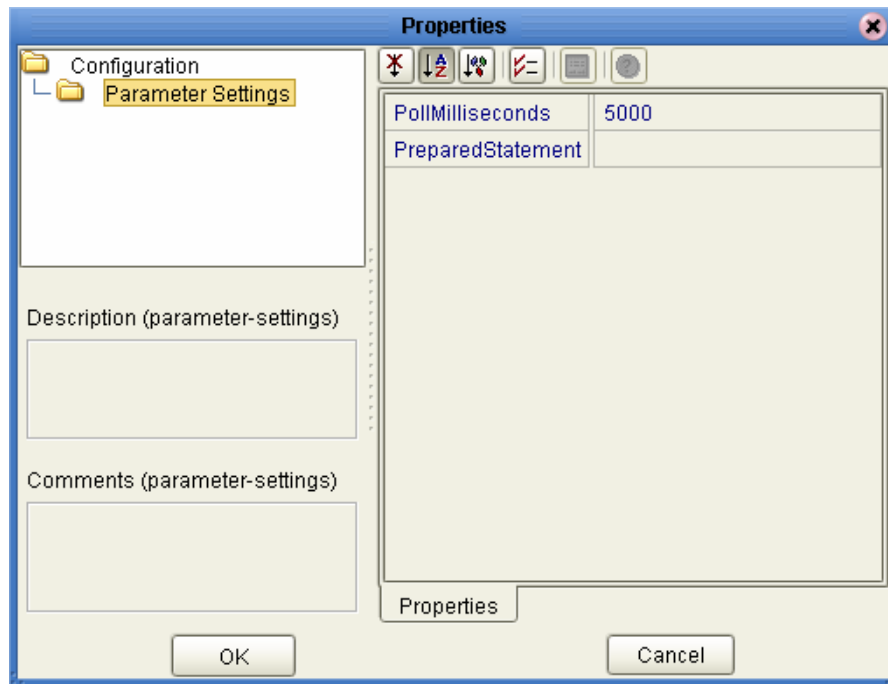 Properties
Configuration
Parameter Settings
PollMilliseconds 5000
PreparedStatement
Description (parameter-settings)
Comments (parameter-settings)
Properties
OK Cancel